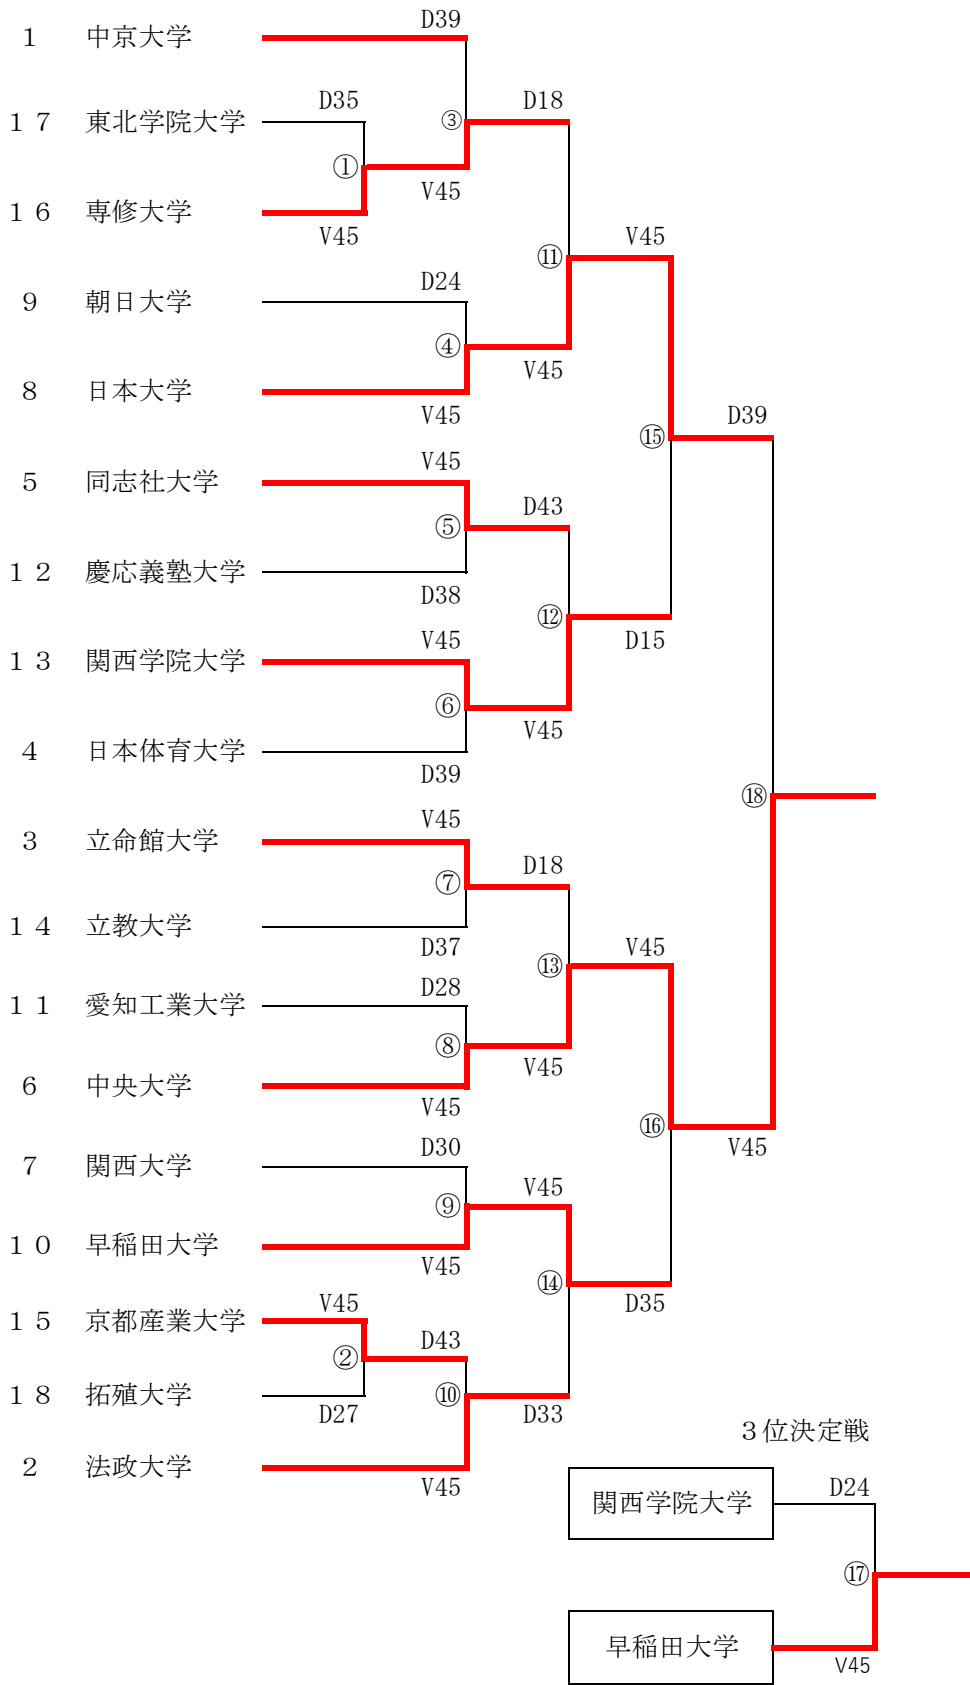 D39
1 中京大学
D35 D18
17 東北学院大学 ③
①
V45
16 専修大学
V45 V45
⑪
D24
9 朝日大学
④
V45
8 日本大学
V45 D39
⑮
V45
5 同志社大学
D43
⑤
12 慶応義塾大学
D38
⑫
V45 D15
13 関西学院大学
⑥
V45
4 日本体育大学
D39
⑱
V45
3 立命館大学
D18
⑦
14 立教大学
D37 V45
⑬
D28
11 愛知工業大学
⑧
V45
6 中央大学
V45
⑯
D30 V45
7 関西大学
V45
⑨
10 早稲田大学
V45
⑭
V45 D35
15 京都産業大学
D43
②
18 拓殖大学 ⑩
D27 D33
3位決定戦
2 法政大学
V45 D24
関西学院大学
⑰
早稲田大学
V45